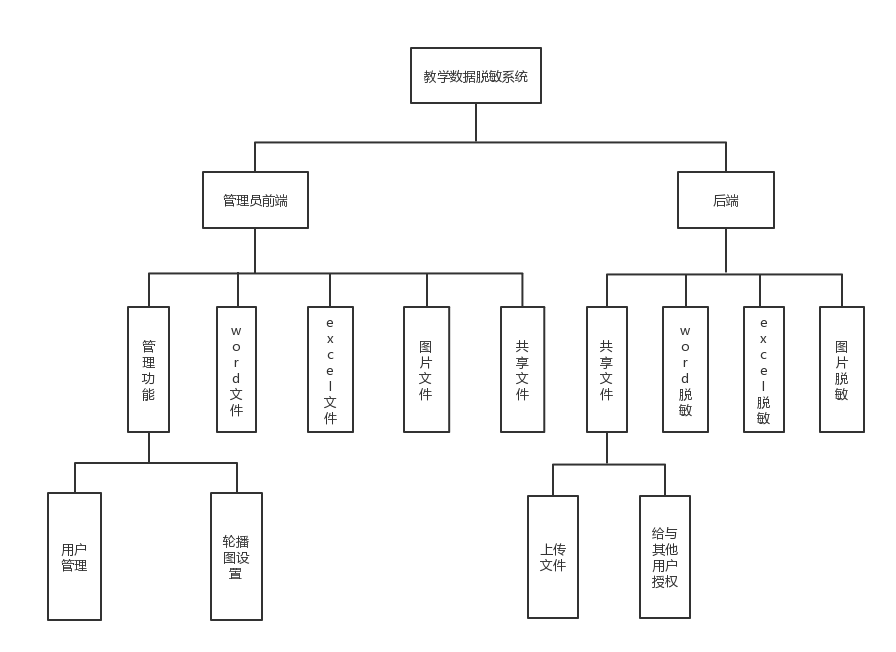 教学数据脱敏系统
管理员前端
后端
管理功能
word文件
excel文件
图片文件
共享文件
共享文件
word脱敏
excel脱敏
图片脱敏
用户
管理
轮播
图设
置
上传
文件
给与
其他
用户
授权